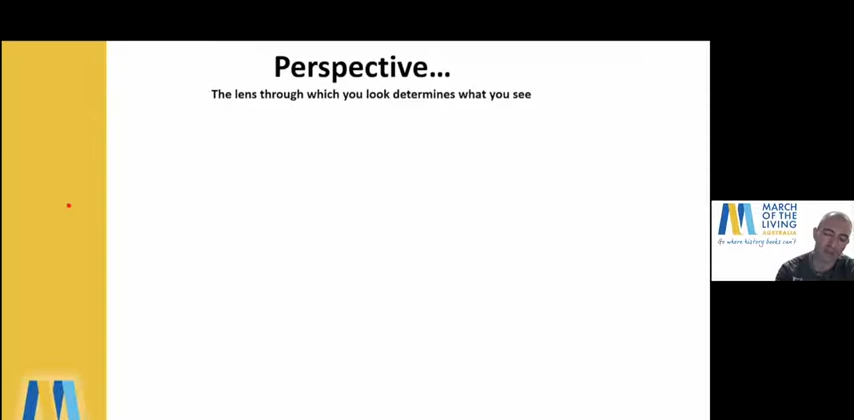 Perspective...
The lens through which you look determines what you see
MARCH
OF THE
LIVING
AUSTRALIA
Go where history books can't